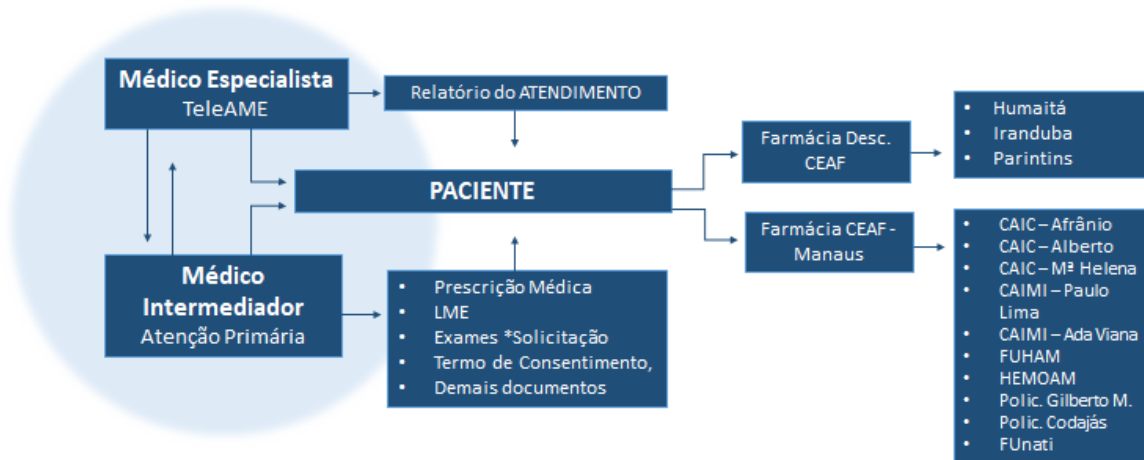 Médico Especialista
TeleAME
Relatório do ATENDIMENTO
PACIENTE
Médico
Intermediador
Atenção Primária
• Prescrição Médica
• LME
• Exames *Solicitação
• Termo de Consentimento,
• Demais documentos
Farmácia Desc.
CEAF
• Humaitá
• Iranduba
• Parintins
Farmácia CEAF -
Manaus
• CAIC – Afrânio
• CAIC – Alberto
• CAIC – Mª Helena
• CAIMI – Paulo
Lima
• CAIMI – Ada Viana
• FUHAM
• HEMOAM
• Polic. Gilberto M.
• Polic. Codajás
• FUnati